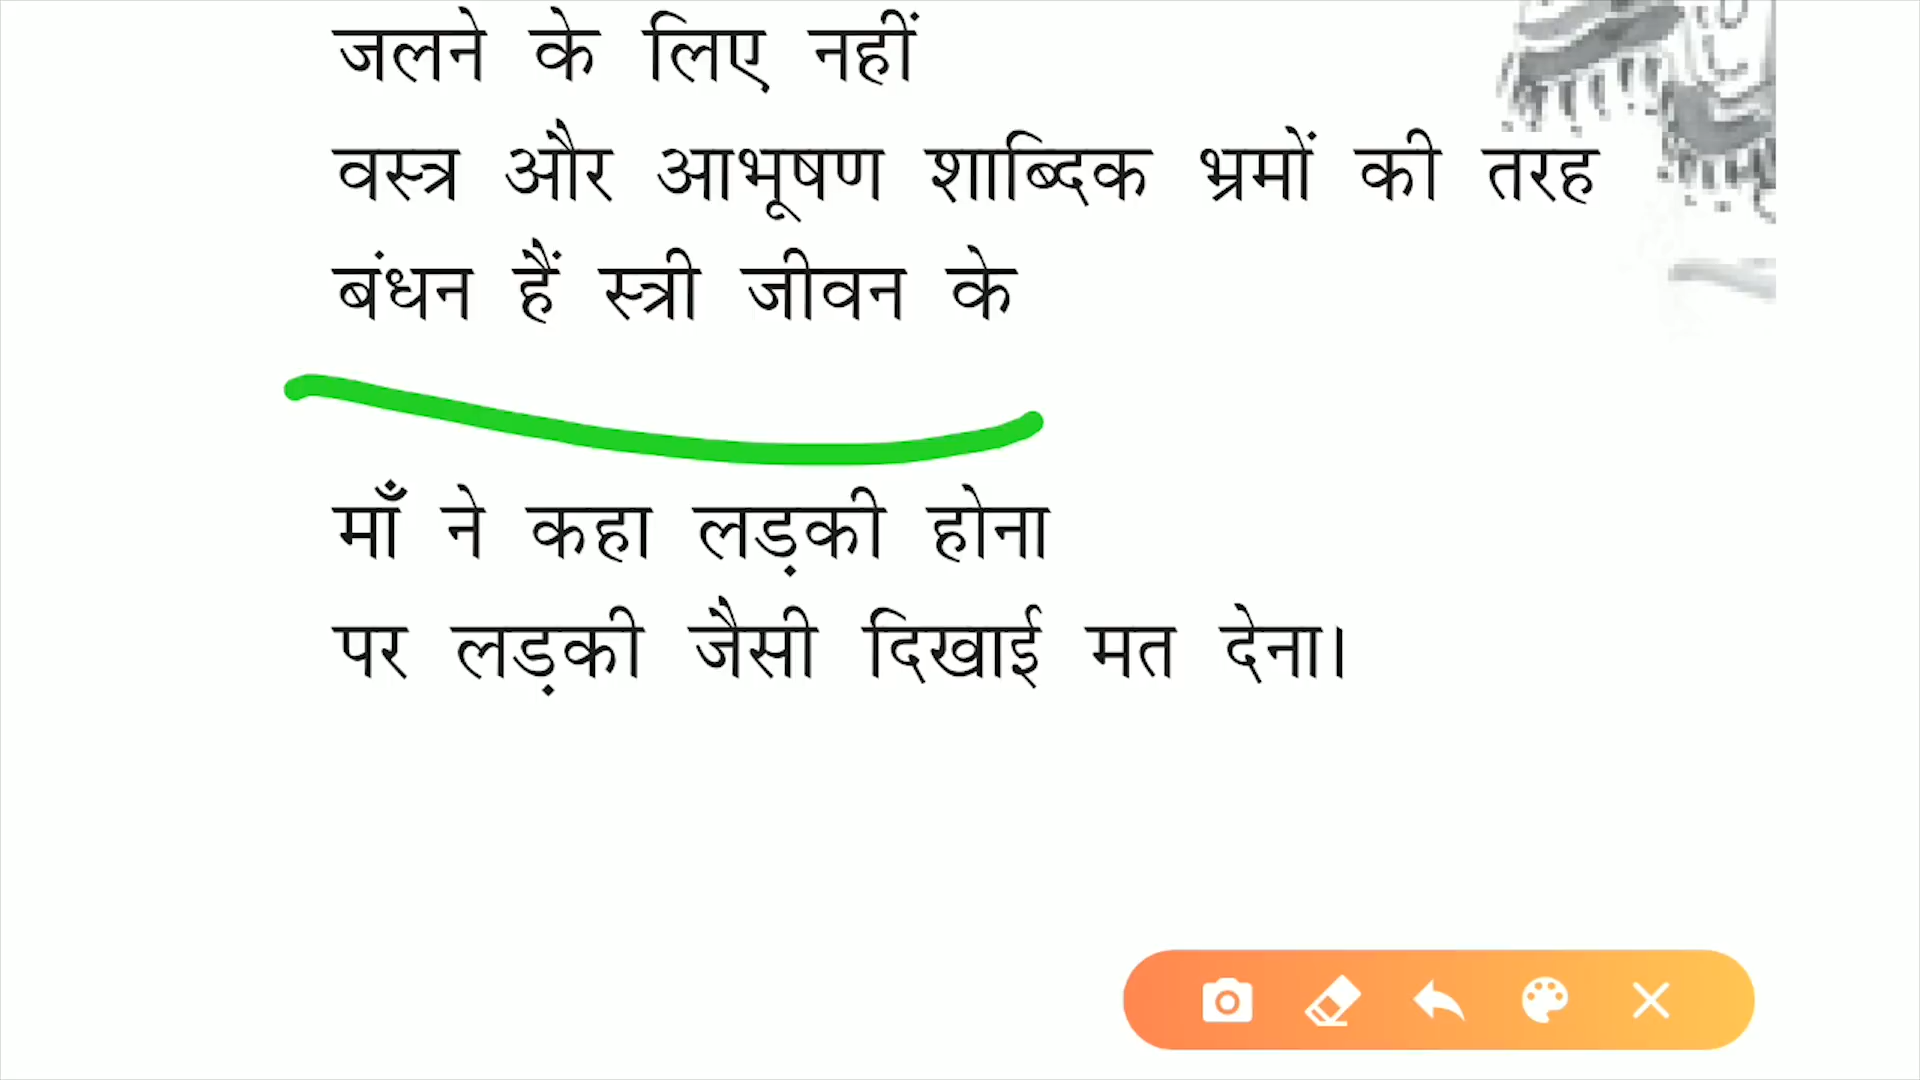 जलने के लिए नहीं
वस्त्र और आभूषण शाब्दिक भ्रमों की तरह
बंधन हैं स्त्री जीवन के
माँ ने कहा लड़की होना
पर लड़की जैसी दिखाई मत देना।